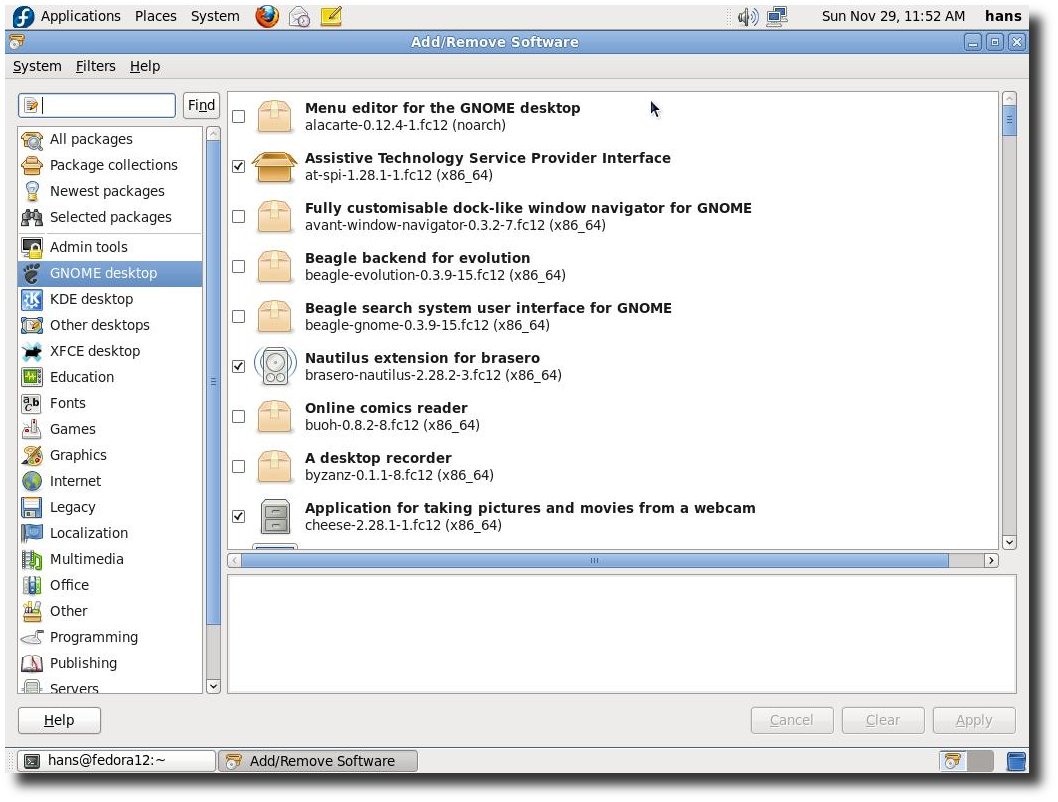 Applications Places System
Sun Nov 29, 11:52 AM hans
Add/Remove Software
System Filters Help
Find
All packages
Package collections
Newest packages
Selected packages
Admin tools
GNOME desktop
KDE desktop
Other desktops
XFCE desktop
Education
Fonts
Games
Graphics
Internet
Legacy
Localization
Multimedia
Office
Other
Programming
Publishing
Servers
Menu editor for the GNOME desktop
alacarte-0.12.4-1.fc12 (noarch)
Assistive Technology Service Provider Interface
at-spi-1.28.1-1.fc12 (x86_64)
Fully customisable dock-like window navigator for GNOME
avant-window-navigator-0.3.2-7.fc12 (x86_64)
Beagle backend for evolution
beagle-evolution-0.3.9-15.fc12 (x86_64)
Beagle search system user interface for GNOME
beagle-gnome-0.3.9-15.fc12 (x86_64)
Nautilus extension for brasero
brasero-nautilus-2.28.2-3.fc12 (x86_64)
Online comics reader
buoh-0.8.2-8.fc12 (x86_64)
A desktop recorder
byzanz-0.1.1-8.fc12 (x86_64)
Application for taking pictures and movies from a webcam
cheese-2.28.1-1.fc12 (x86_64)
Help
Cancel Clear Apply
hans@fedora12:~ Add/Remove Software